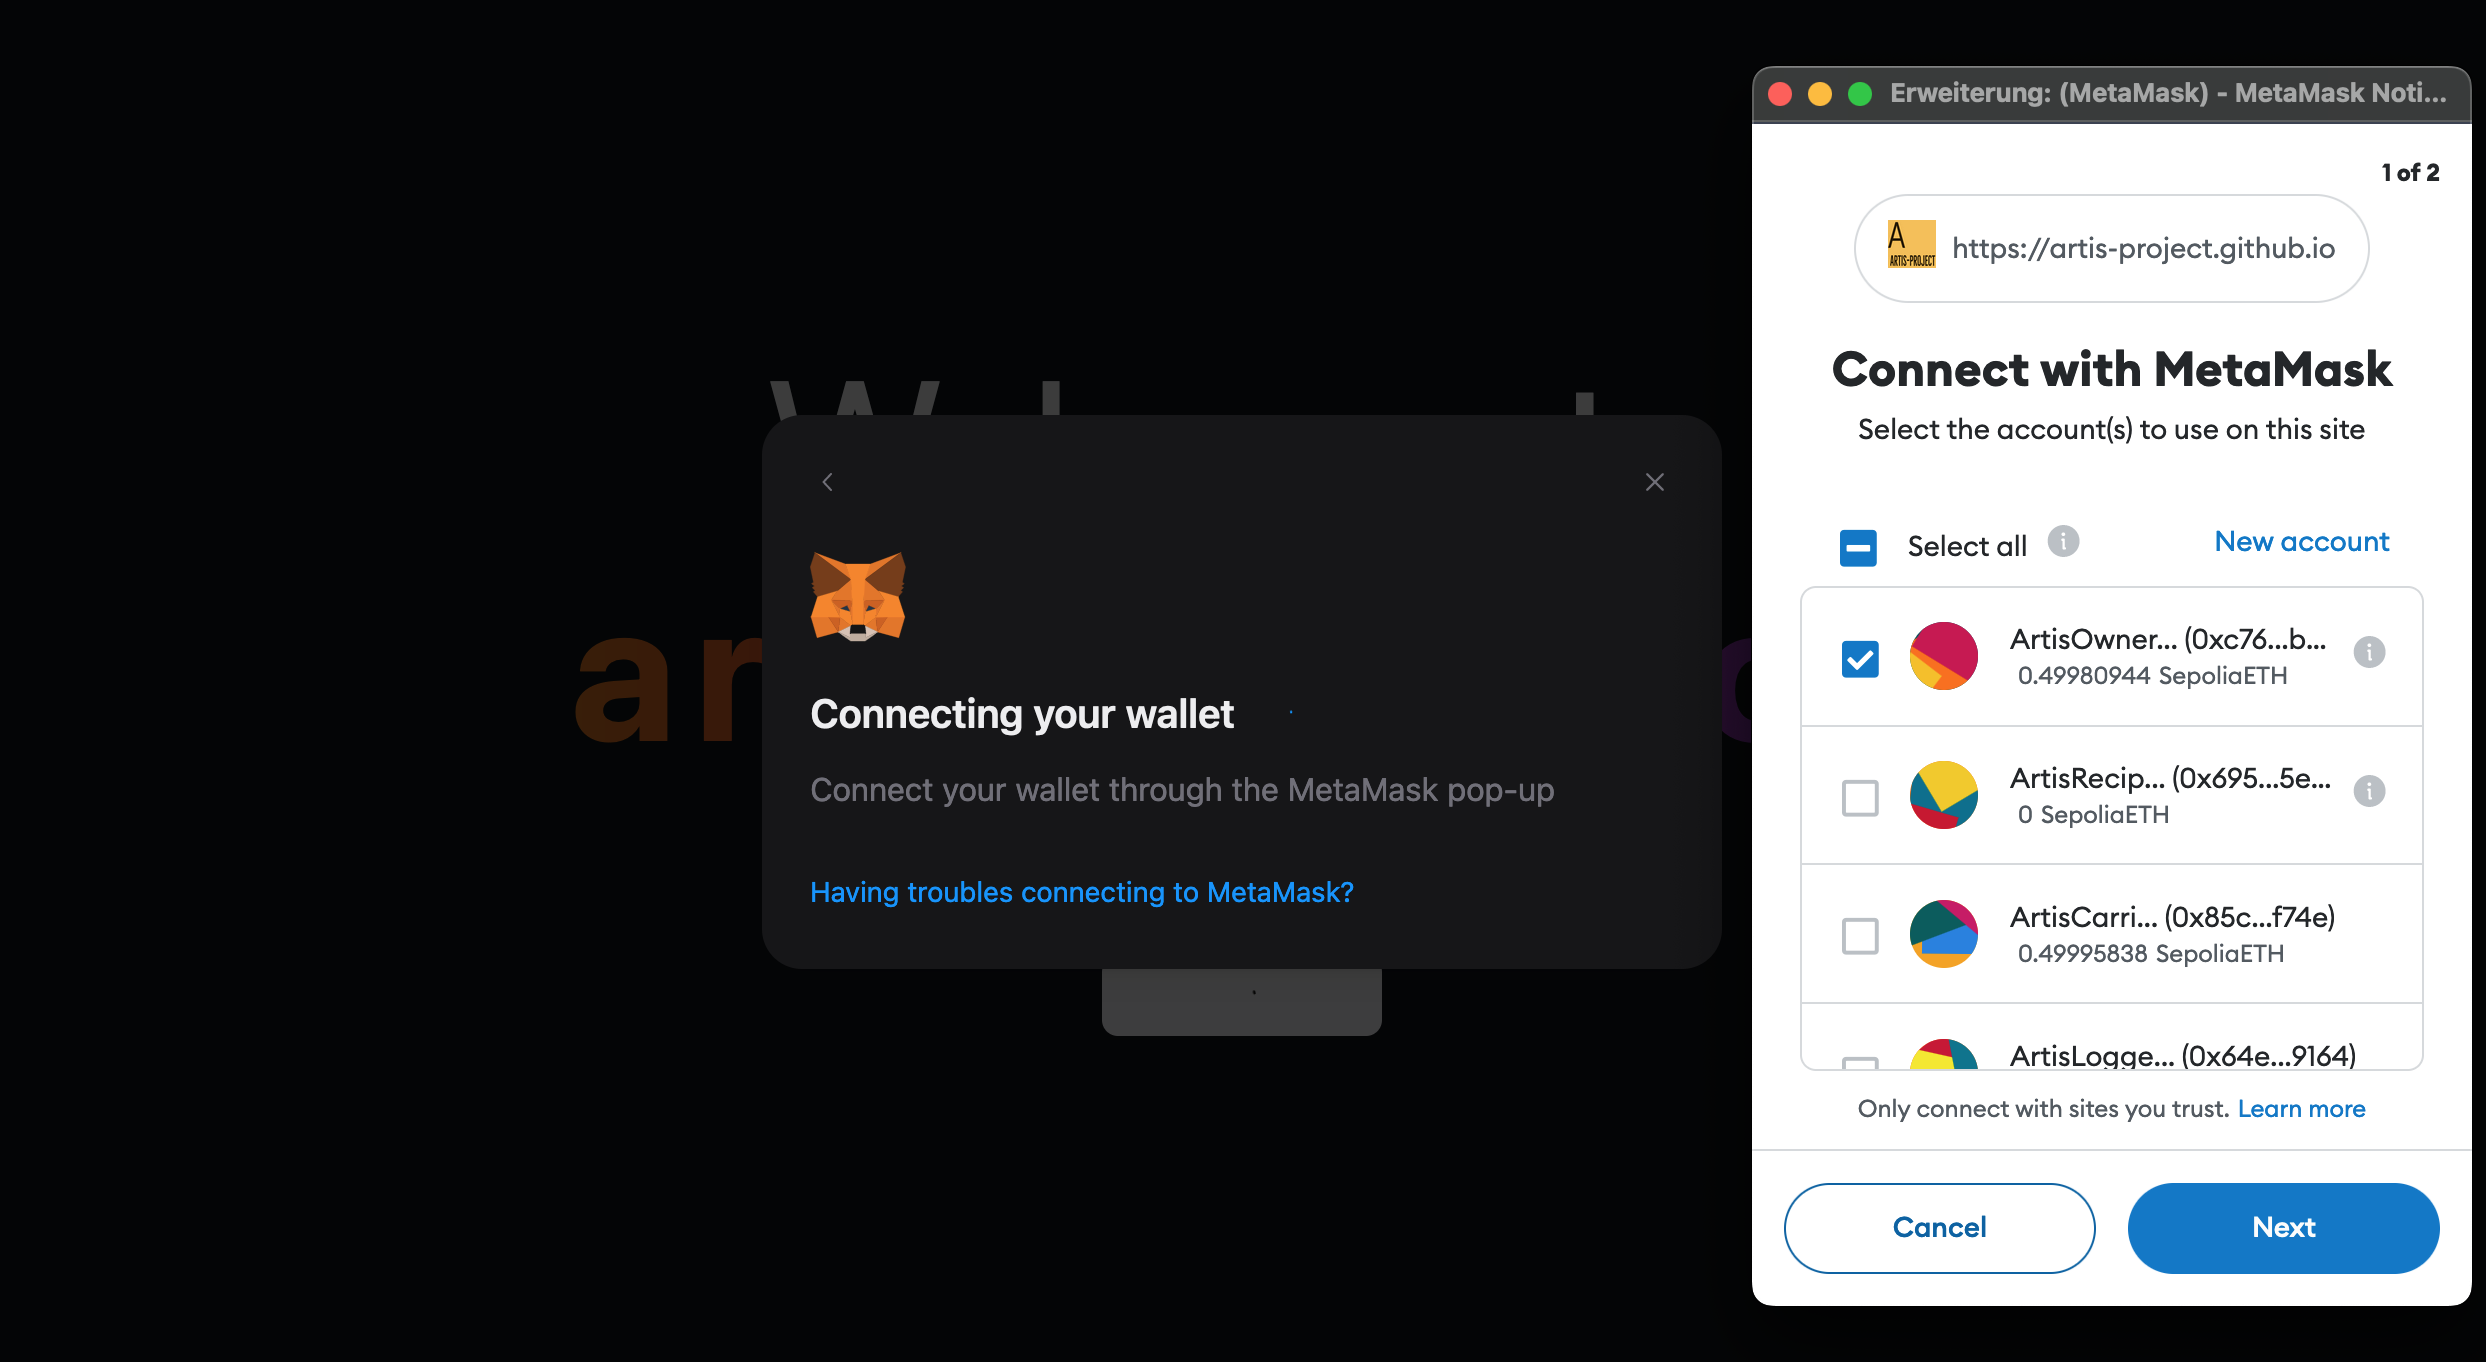 ar
Connecting your wallet
Connect your wallet through the MetaMask pop-up
Having troubles connecting to MetaMask?
Erweiterung: (MetaMask) - MetaMask Noti...
1 of 2
A
ARTIS-PROJECT
https://artis-project.github.io
Connect with MetaMask
Select the account(s) to use on this site
Select all
New account
ArtisOwner... (0xc76...b...
0.49980944 SepoliaETH
ArtisRecip... (0x695...5e...
0 SepoliaETH
ArtisCarri... (0x85c...f74e)
0.49995838 SepoliaETH
ArtisLogge... (0x64e...9164)
Only connect with sites you trust. Learn more
Cancel
Next